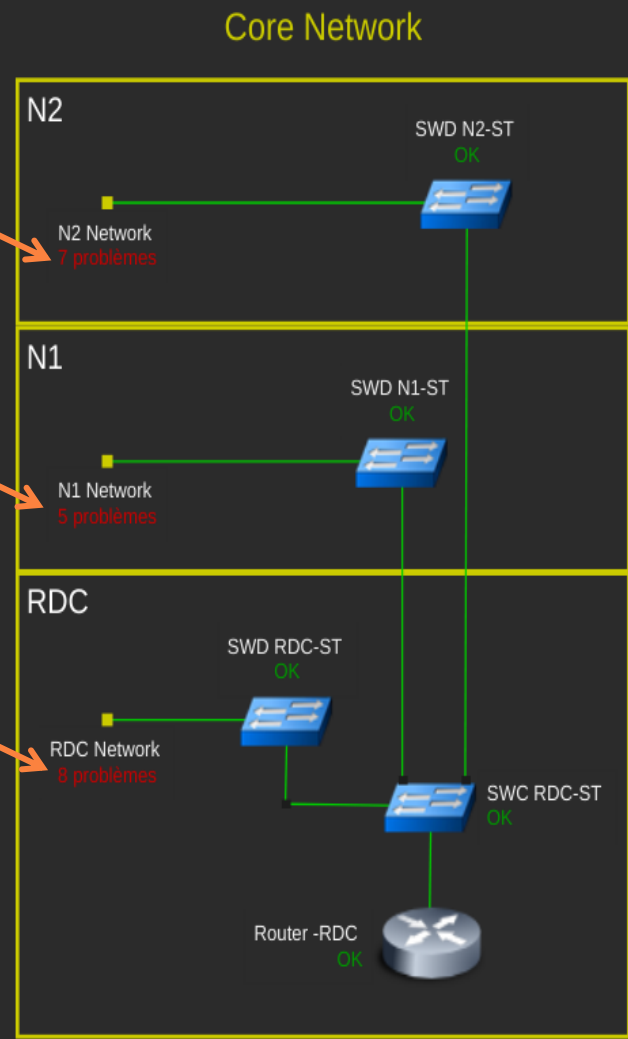 Core Network
N2
SWD N2-ST
OK
N2 Network
7 problèmes
N1
SWD N1-ST
OK
N1 Network
5 problèmes
RDC
SWD RDC-ST
OK
RDC Network
8 problèmes
SWC RDC-ST
OK
Router -RDC
OK